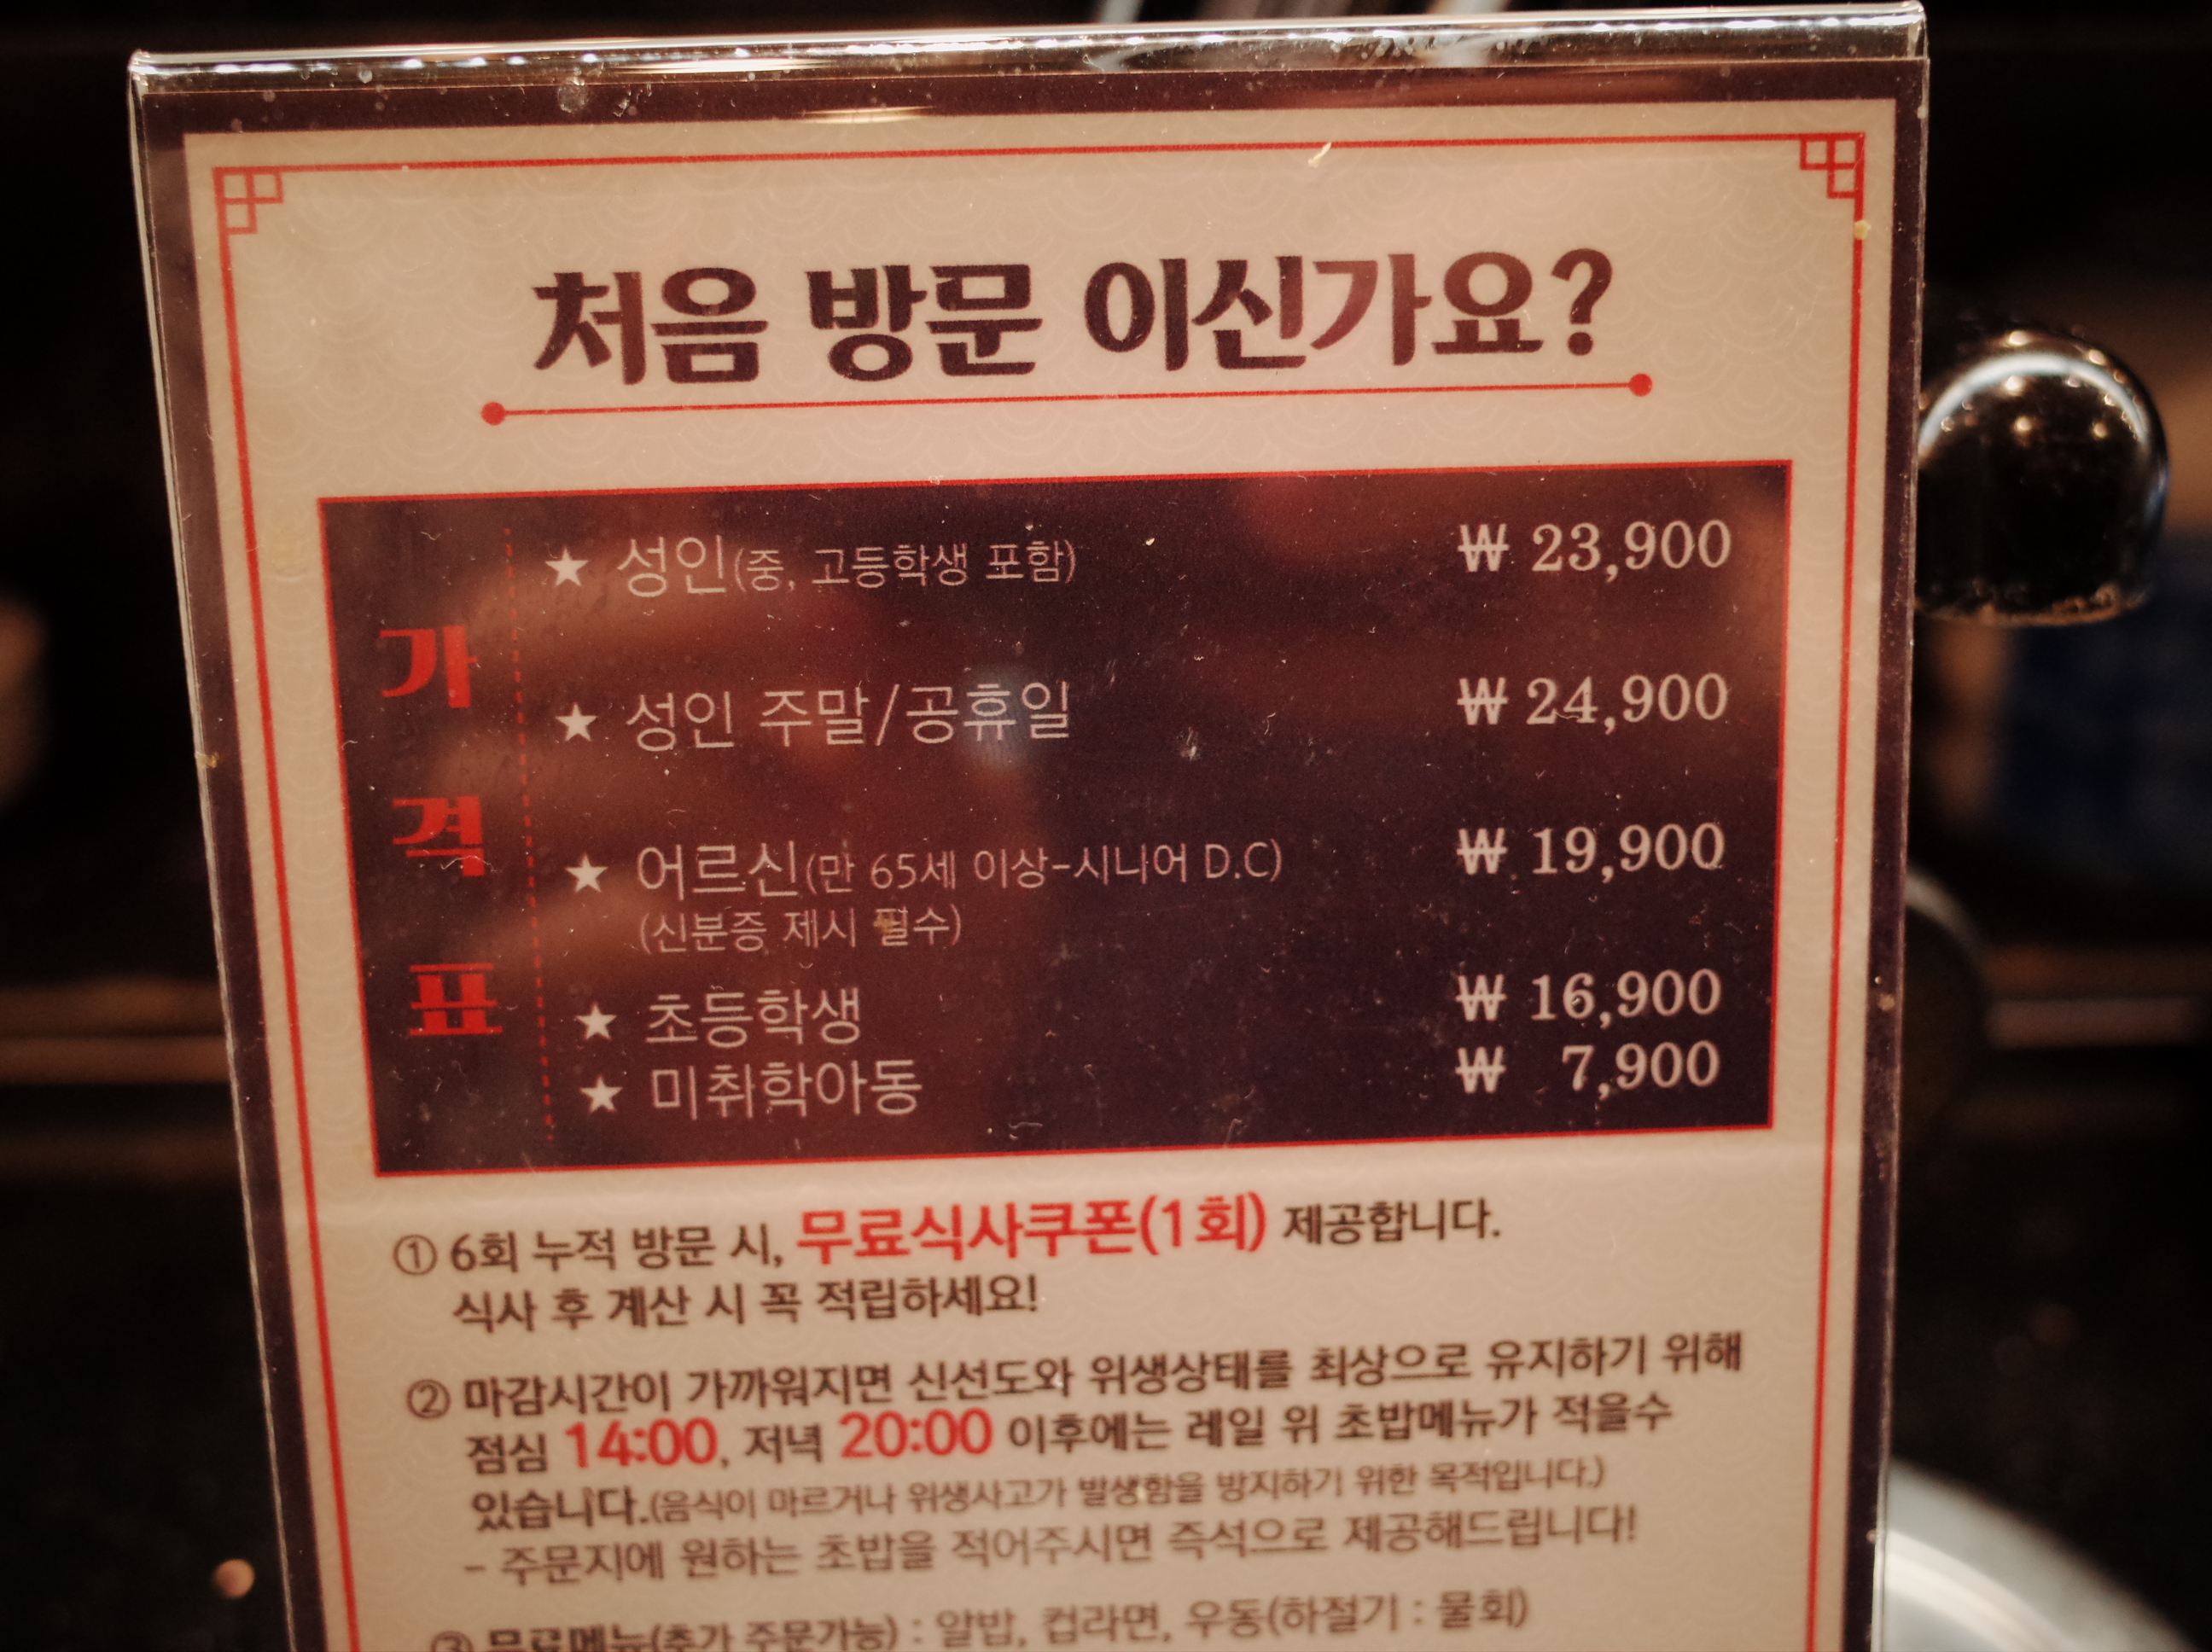 처음 방문 이신가요?
가격표
★ 성인(중, 고등학생 포함) ₩ 23,900
★ 성인 주말/공휴일 ₩ 24,900
★ 어르신(만 65세 이상-시니어 D.C) ₩ 19,900
(신분증 제시 필수)
★ 초등학생 ₩ 16,900
★ 미취학아동 ₩ 7,900
① 6회 누적 방문 시, 무료식사쿠폰(1회) 제공합니다.
식사 후 계산 시 꼭 적립하세요!
② 마감시간이 가까워지면 신선도와 위생상태를 최상으로 유지하기 위해
점심 14:00, 저녁 20:00 이후에는 레일 위 초밥메뉴가 적을수
있습니다.(음식이 마르거나 위생사고가 발생함을 방지하기 위한 목적입니다.)
- 주문지에 원하는 초밥을 적어주시면 즉석으로 제공해드립니다!
③ 무료메뉴(추가 주문가능) : 알밥, 컵라면, 우동(하절기 : 물회)